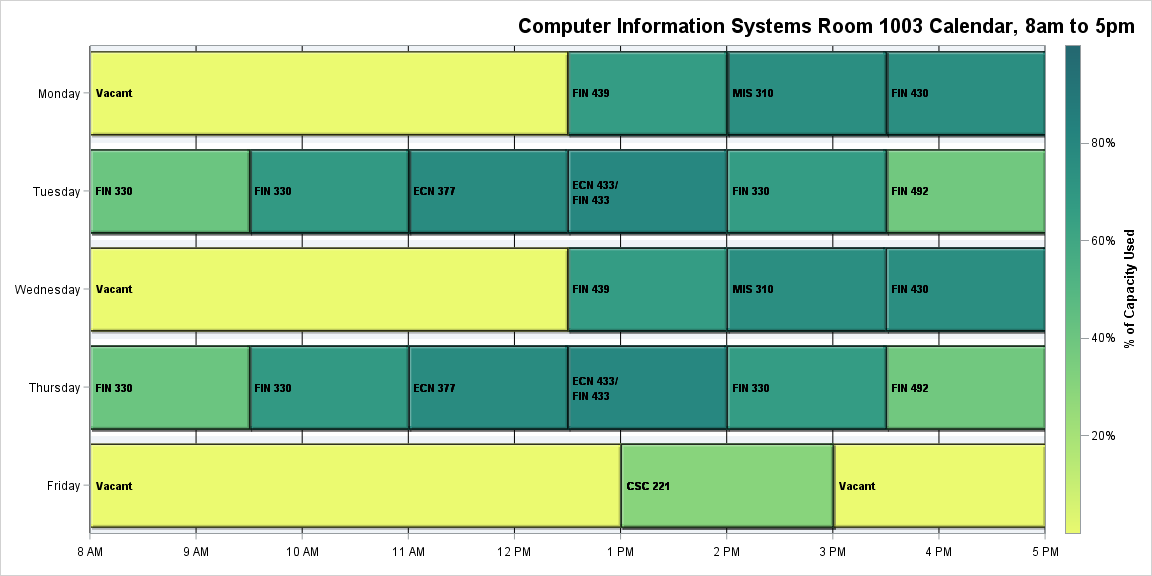 Computer Information Systems Room 1003 Calendar, 8am to 5pm
Monday
Vacant
FIN 439
MIS 310
FIN 430
Tuesday
FIN 330
FIN 330
ECN 377
ECN 433/
FIN 433
FIN 330
FIN 492
Wednesday
Vacant
FIN 439
MIS 310
FIN 430
Thursday
FIN 330
FIN 330
ECN 377
ECN 433/
FIN 433
FIN 330
FIN 492
Friday
Vacant
CSC 221
Vacant
8 AM
9 AM
10 AM
11 AM
12 PM
1 PM
2 PM
3 PM
4 PM
5 PM
80%
60%
40%
20%
% of Capacity Used